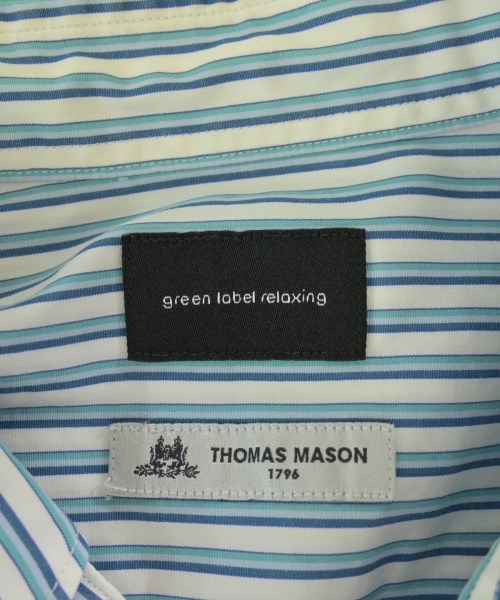 green label relaxing
THOMAS MASON
1796